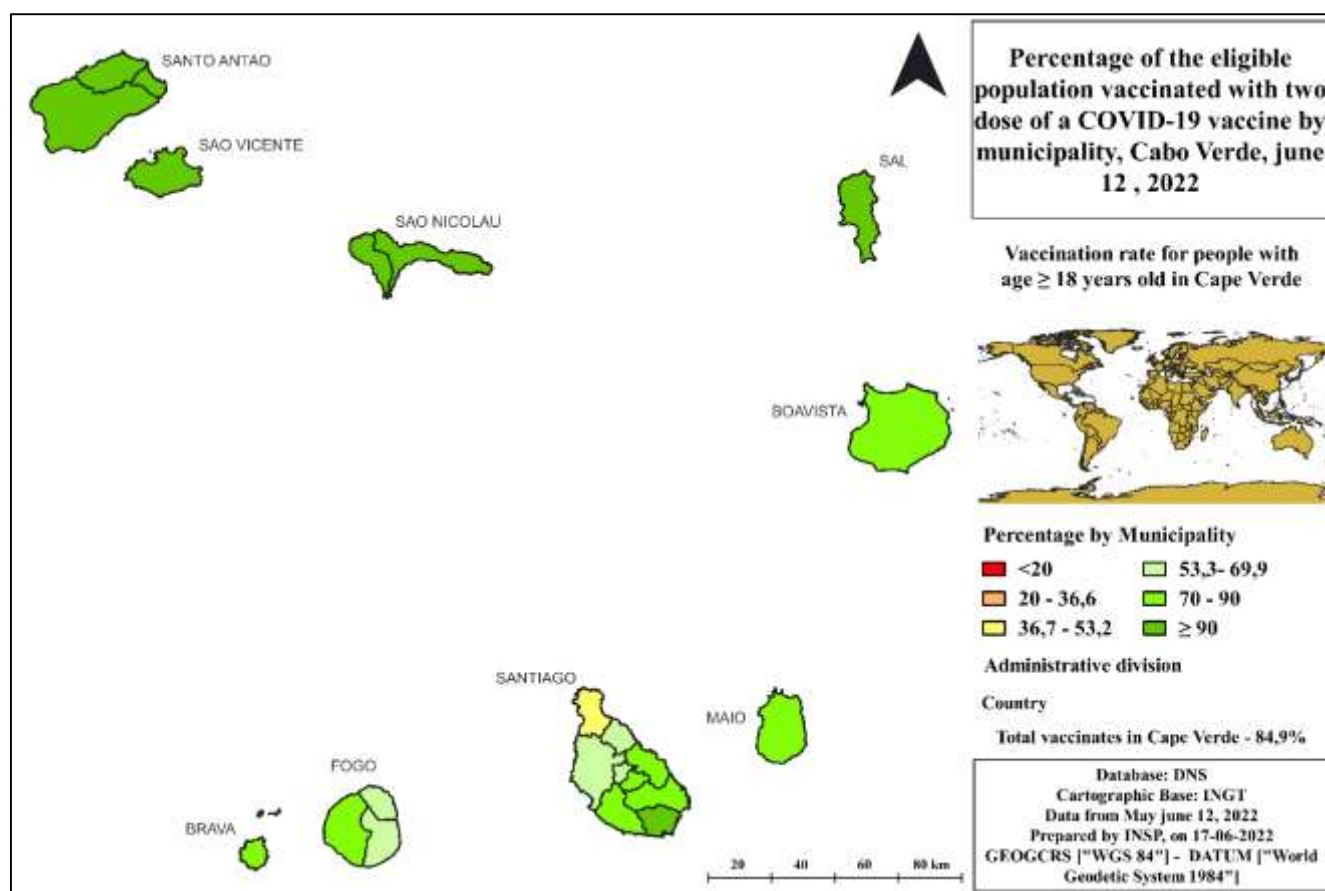 SANTO ANTAO
SAO VICENTE
SAO NICOLAU
SAL
BOAVISTA
SANTIAGO
MAIO
FOGO
BRAVA
20 40 60 80 km
Percentage of the eligible
population vaccinated with two
dose of a COVID-19 vaccine by
municipality, Cabo Verde, june
12 , 2022
Vaccination rate for people with
age ≥ 18 years old in Cape Verde
Percentage by Municipality
<20
20 - 36,6
36,7 - 53,2
53,3- 69,9
70 - 90
≥ 90
Administrative division
Country
Total vaccinates in Cape Verde - 84,9%
Database: DNS
Cartographic Base: INGT
Data from May june 12, 2022
Prepared by INSP, on 17-06-2022
GEOGCRS ["WGS 84"] - DATUM ["World
Geodetic System 1984"]